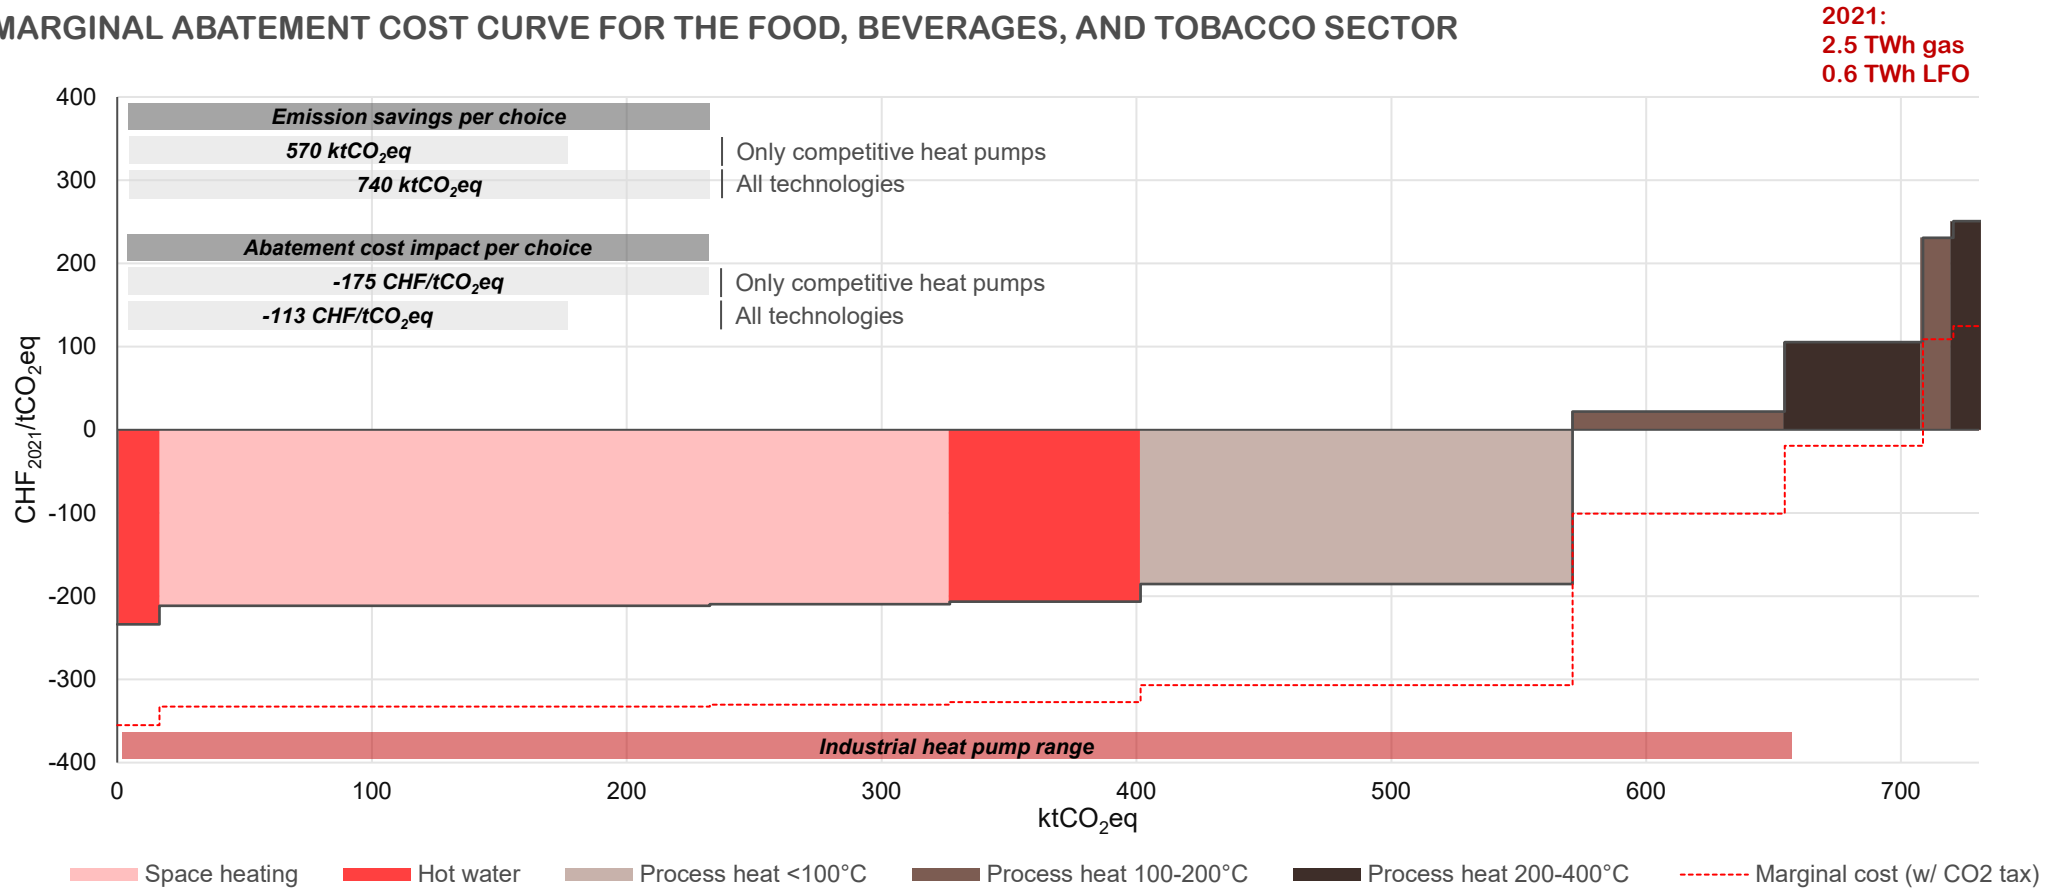 MARGINAL ABATEMENT COST CURVE FOR THE FOOD, BEVERAGES, AND TOBACCO SECTOR
2021:
2.5 TWh gas
0.6 TWh LFO
Emission savings per choice
570 ktCO₂eq
Only competitive heat pumps
740 ktCO₂eq
All technologies
Abatement cost impact per choice
-175 CHF/tCO₂eq
Only competitive heat pumps
-113 CHF/tCO₂eq
All technologies
CHF₂₀₂₁/tCO₂eq
400
300
200
100
0
-100
-200
-300
-400
Industrial heat pump range
0 100 200 300 400 500 600 700
ktCO₂eq
Space heating Hot water Process heat <100°C Process heat 100-200°C Process heat 200-400°C Marginal cost (w/ CO2 tax)